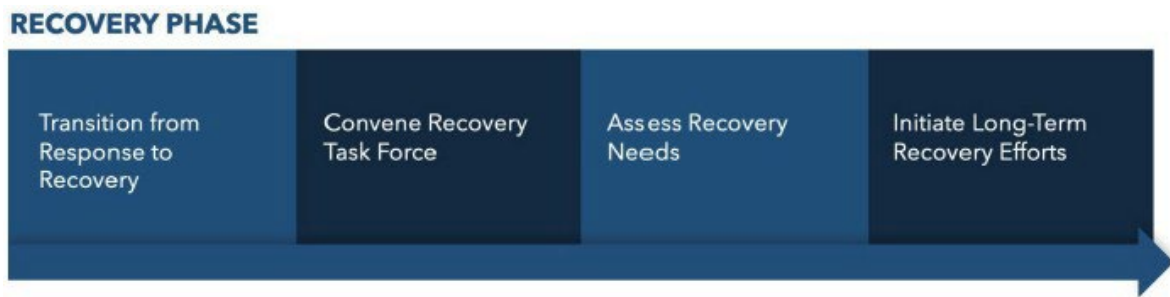 RECOVERY PHASE
Transition from
Response to
Recovery
Convene Recovery
Task Force
Assess Recovery
Needs
Initiate Long-Term
Recovery Efforts